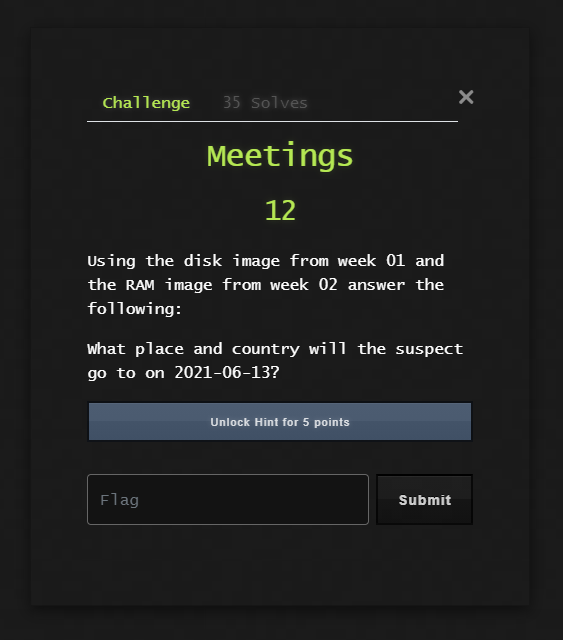 Challenge
35 Solves
×
Meetings
12
Using the disk image from week 01 and
the RAM image from week 02 answer the
following:
What place and country will the suspect
go to on 2021-06-13?
Unlock Hint for 5 points
Flag
Submit